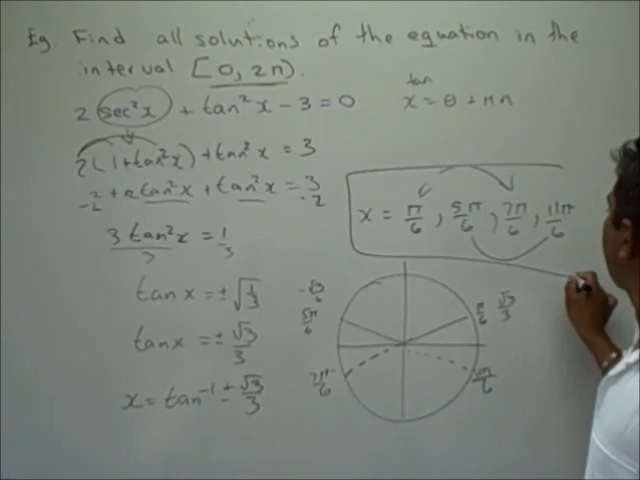 Eg. Find all solutions of the equation in the
interval [0, 2π).
2 sec²x + tan²x - 3 = 0
tan
x = θ ± πn
2(1+tan²x) + tan²x = 3
2 + 2tan²x + tan²x = 3
-2 -2
3tan²x = 1
3 3
tan x = ± √1/3
tan x = ± √3/3
x = tan⁻¹ ± √3/3
x = π/6, 5π/6, 7π/6, 11π/6
5π/6
π/6 √3/3
7π/6
11π/6